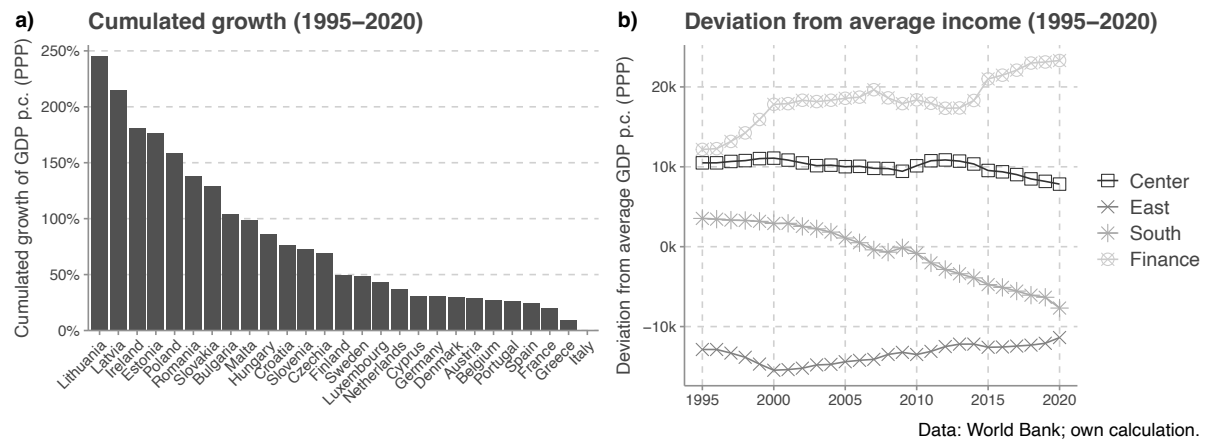 a) Cumulated growth (1995−2020)
Cumulated growth of GDP p.c. (PPP)
250%
200%
150%
100%
50%
0%
Lithuania
Latvia
Ireland
Estonia
Poland
Romania
Slovakia
Bulgaria
Malta
Hungary
Croatia
Slovenia
Czechia
Finland
Sweden
Luxembourg
Netherlands
Cyprus
Germany
Denmark
Austria
Belgium
Portugal
Spain
France
Greece
Italy
b) Deviation from average income (1995−2020)
Deviation from average GDP p.c. (PPP)
20k
10k
0k
−10k
1995 2000 2005 2010 2015 2020
Center
East
South
Finance
Data: World Bank; own calculation.